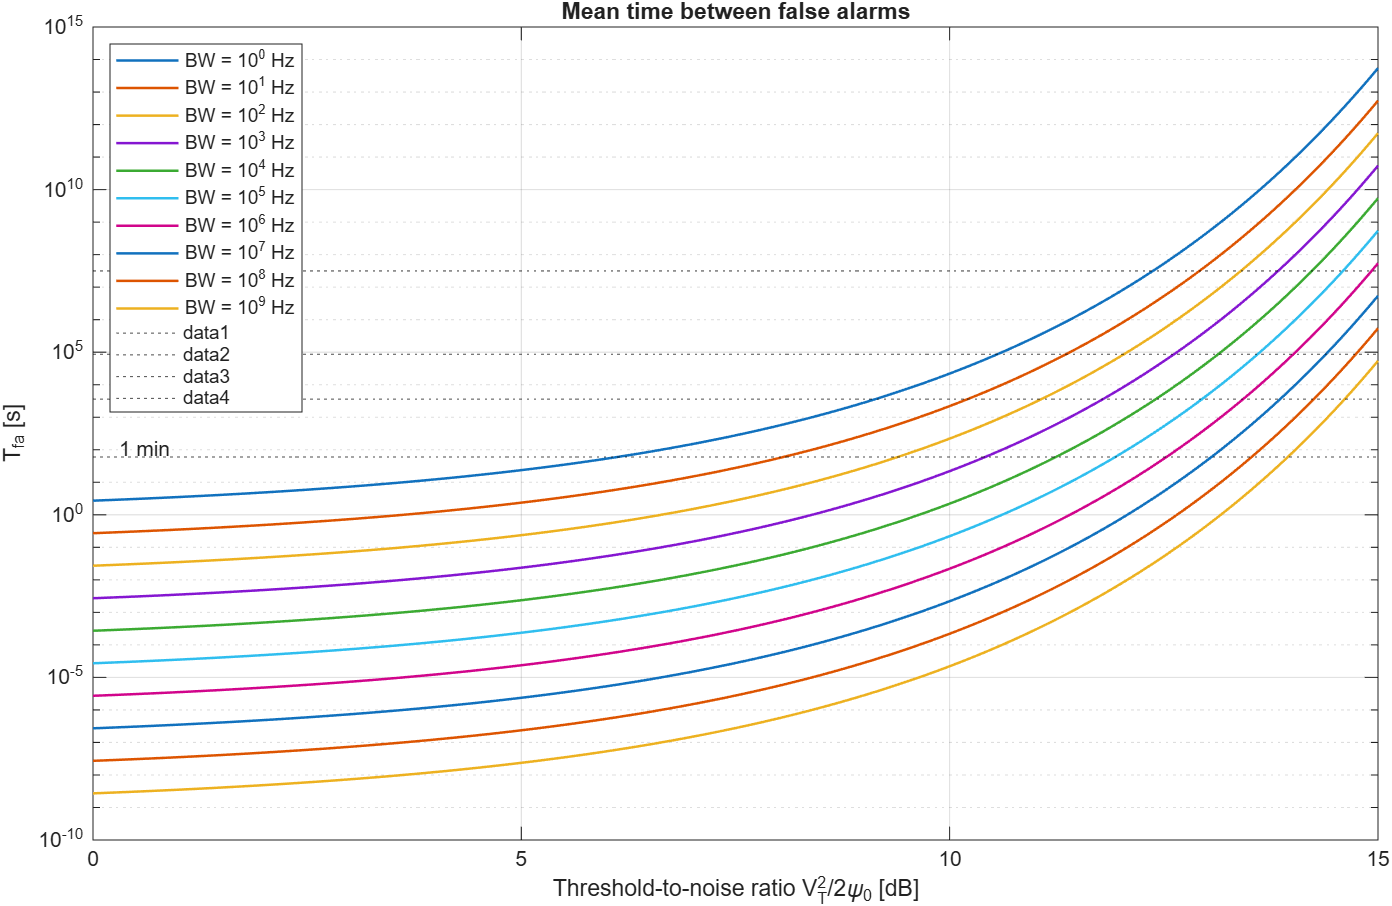 Mean time between false alarms
10^15
10^10
10^5
10^0
10^-5
10^-10
T_fa [s]
BW = 10^0 Hz
BW = 10^1 Hz
BW = 10^2 Hz
BW = 10^3 Hz
BW = 10^4 Hz
BW = 10^5 Hz
BW = 10^6 Hz
BW = 10^7 Hz
BW = 10^8 Hz
BW = 10^9 Hz
data1
data2
data3
data4
1 min
0 5 10 15
Threshold-to-noise ratio V_T^2/2ψ_0 [dB]